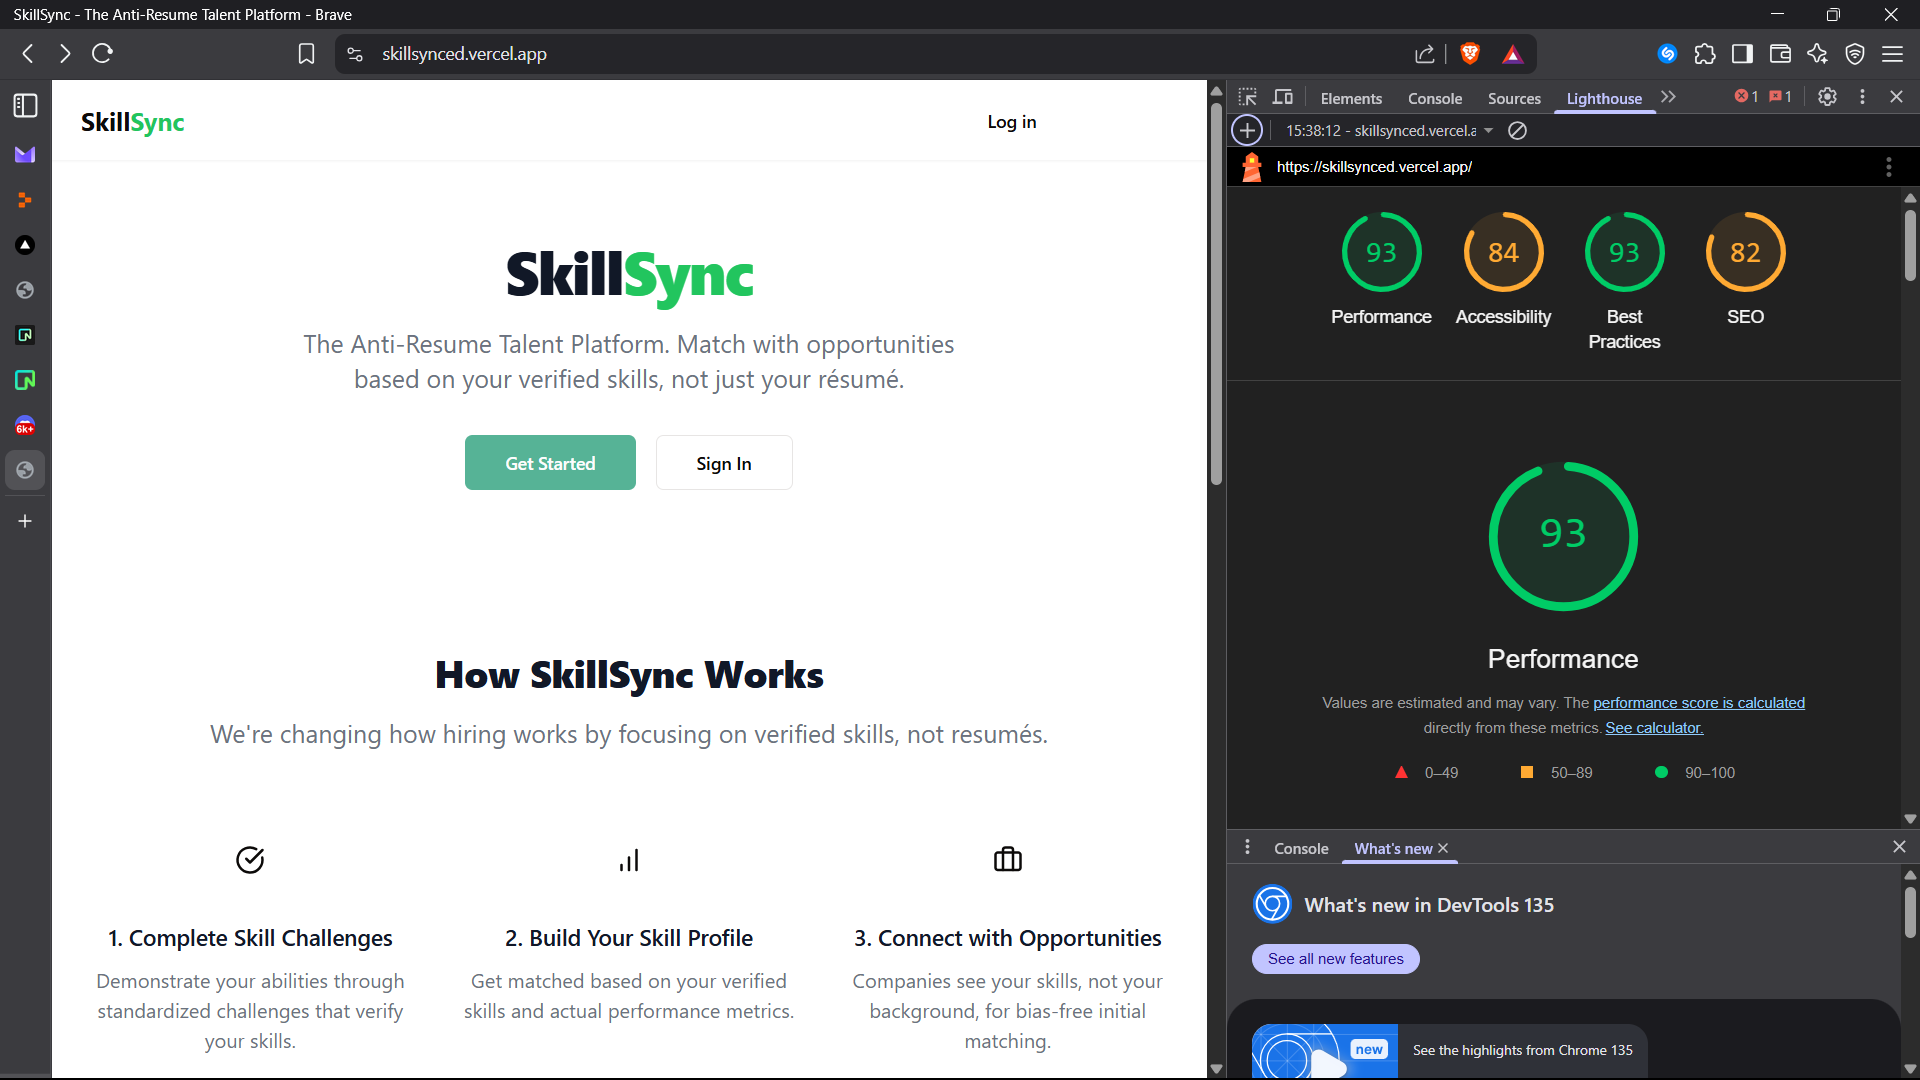 SkillSync - The Anti-Resume Talent Platform - Brave
skillsynced.vercel.app
6k+
SkillSync
Log in
SkillSync
The Anti-Resume Talent Platform. Match with opportunities
based on your verified skills, not just your résumé.
Get Started
Sign In
How SkillSync Works
We're changing how hiring works by focusing on verified skills, not resumés.
1. Complete Skill Challenges
Demonstrate your abilities through
standardized challenges that verify
your skills.
2. Build Your Skill Profile
Get matched based on your verified
skills and actual performance metrics.
3. Connect with Opportunities
Companies see your skills, not your
background, for bias-free initial
matching.
Elements
Console
Sources
Lighthouse
1
1
15:38:12 - skillsynced.vercel.a
https://skillsynced.vercel.app/
93
Performance
84
Accessibility
93
Best
Practices
82
SEO
93
Performance
Values are estimated and may vary. The performance score is calculated
directly from these metrics. See calculator.
0–49
50–89
90–100
Console
What's new
What's new in DevTools 135
See all new features
new
See the highlights from Chrome 135